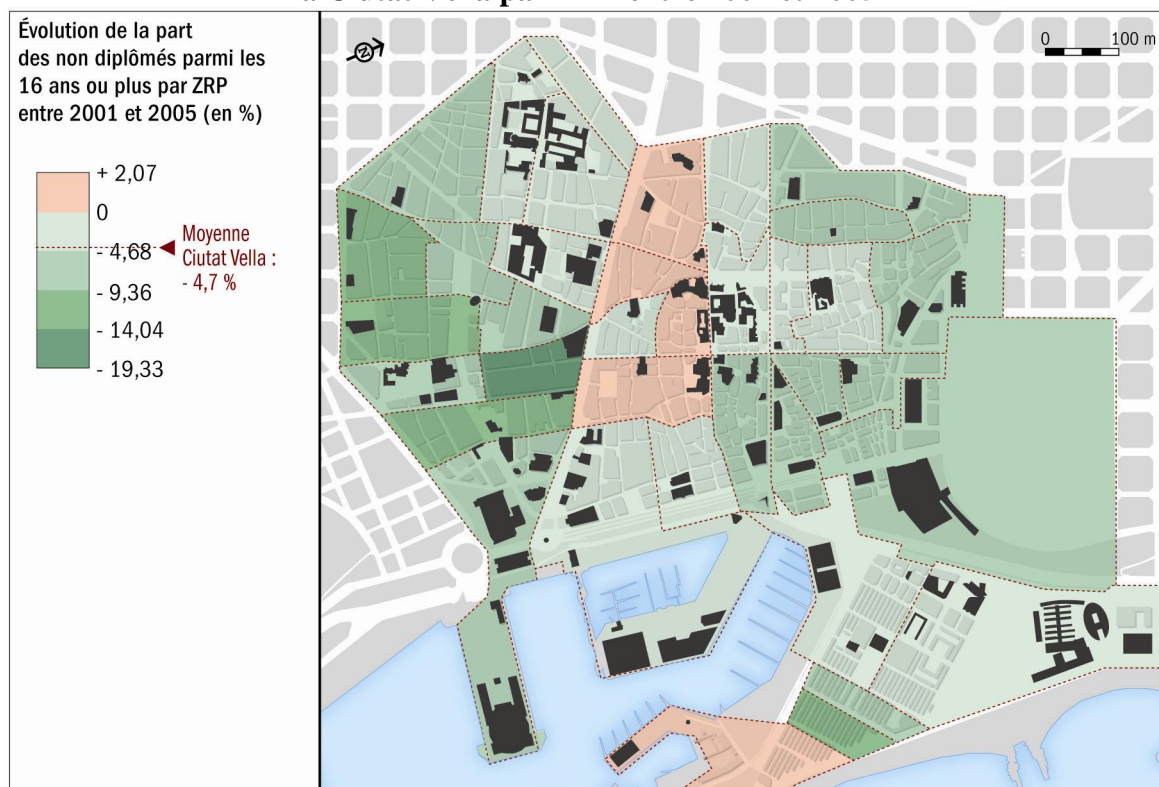 Évolution de la part
des non diplômés parmi les
16 ans ou plus par ZRP
entre 2001 et 2005 (en %)
+ 2,07
0
- 4,68
- 9,36
- 14,04
- 19,33
Moyenne
Ciutat Vella :
- 4,7 %
N
0 100 m